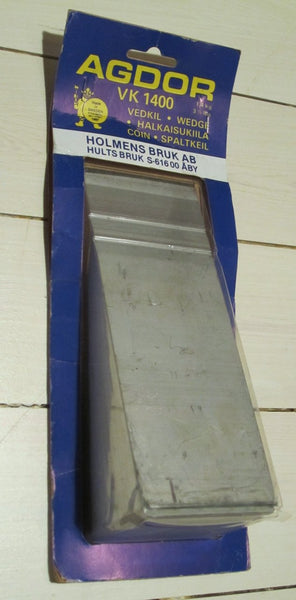 AGDOR
VK 1400
VEDKIL · WEDGE
· HALKAISUKIILA
COIN · SPALTKEIL
HOLMENS BRUK AB
HULTS BRUK S-616 00 ÅBY